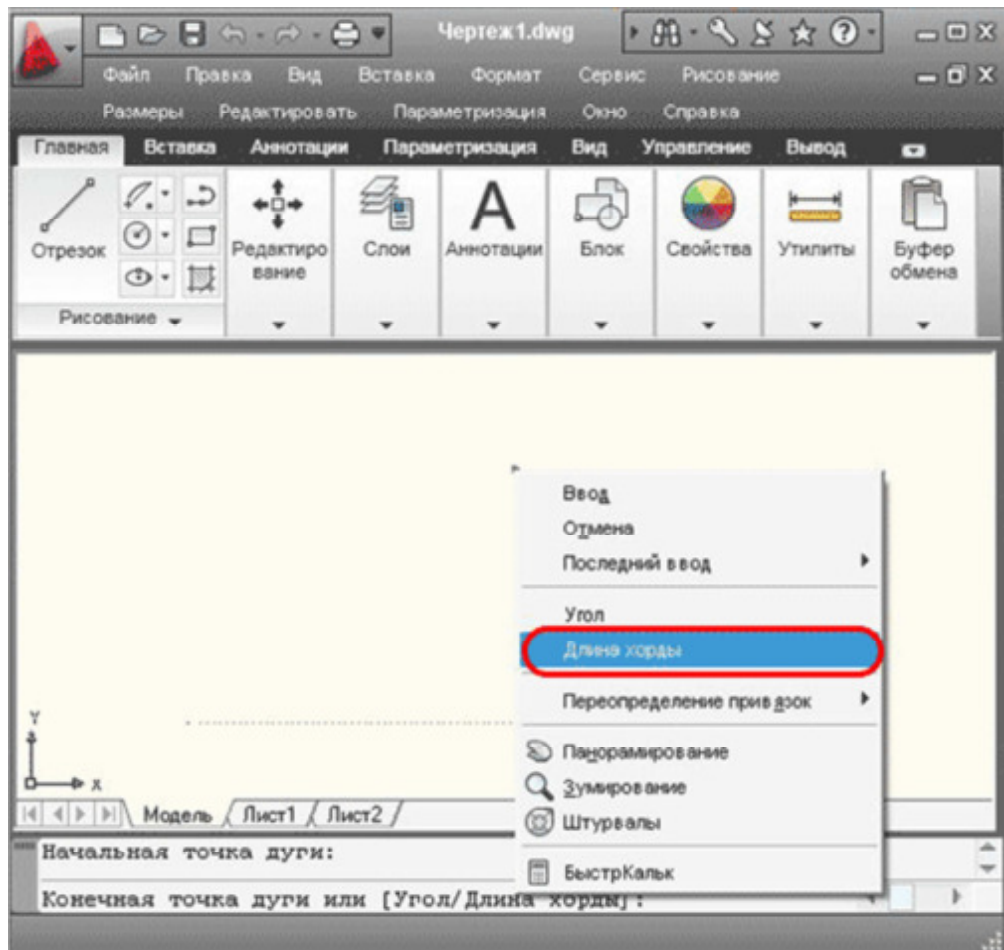 Чертеж1.dwg
Файл Правка Вид Вставка Формат Сервис Рисование
Размеры Редактировать Параметризация Окно Справка
Главная Вставка Аннотации Параметризация Вид Управление Вывод
Отрезок Редактиро Слои Аннотации Блок Свойства Утилиты Буфер
вание обмена
Рисование
Ввод
Отмена
Последний ввод
Угол
Длина хорды
Переопределение привязок
Панорамирование
Зумирование
Штурвалы
БыстрКальк
Y
X
Модель Лист1 Лист2
Начальная точка дуги:
Конечная точка дуги или [Угол/Длина хорды]: